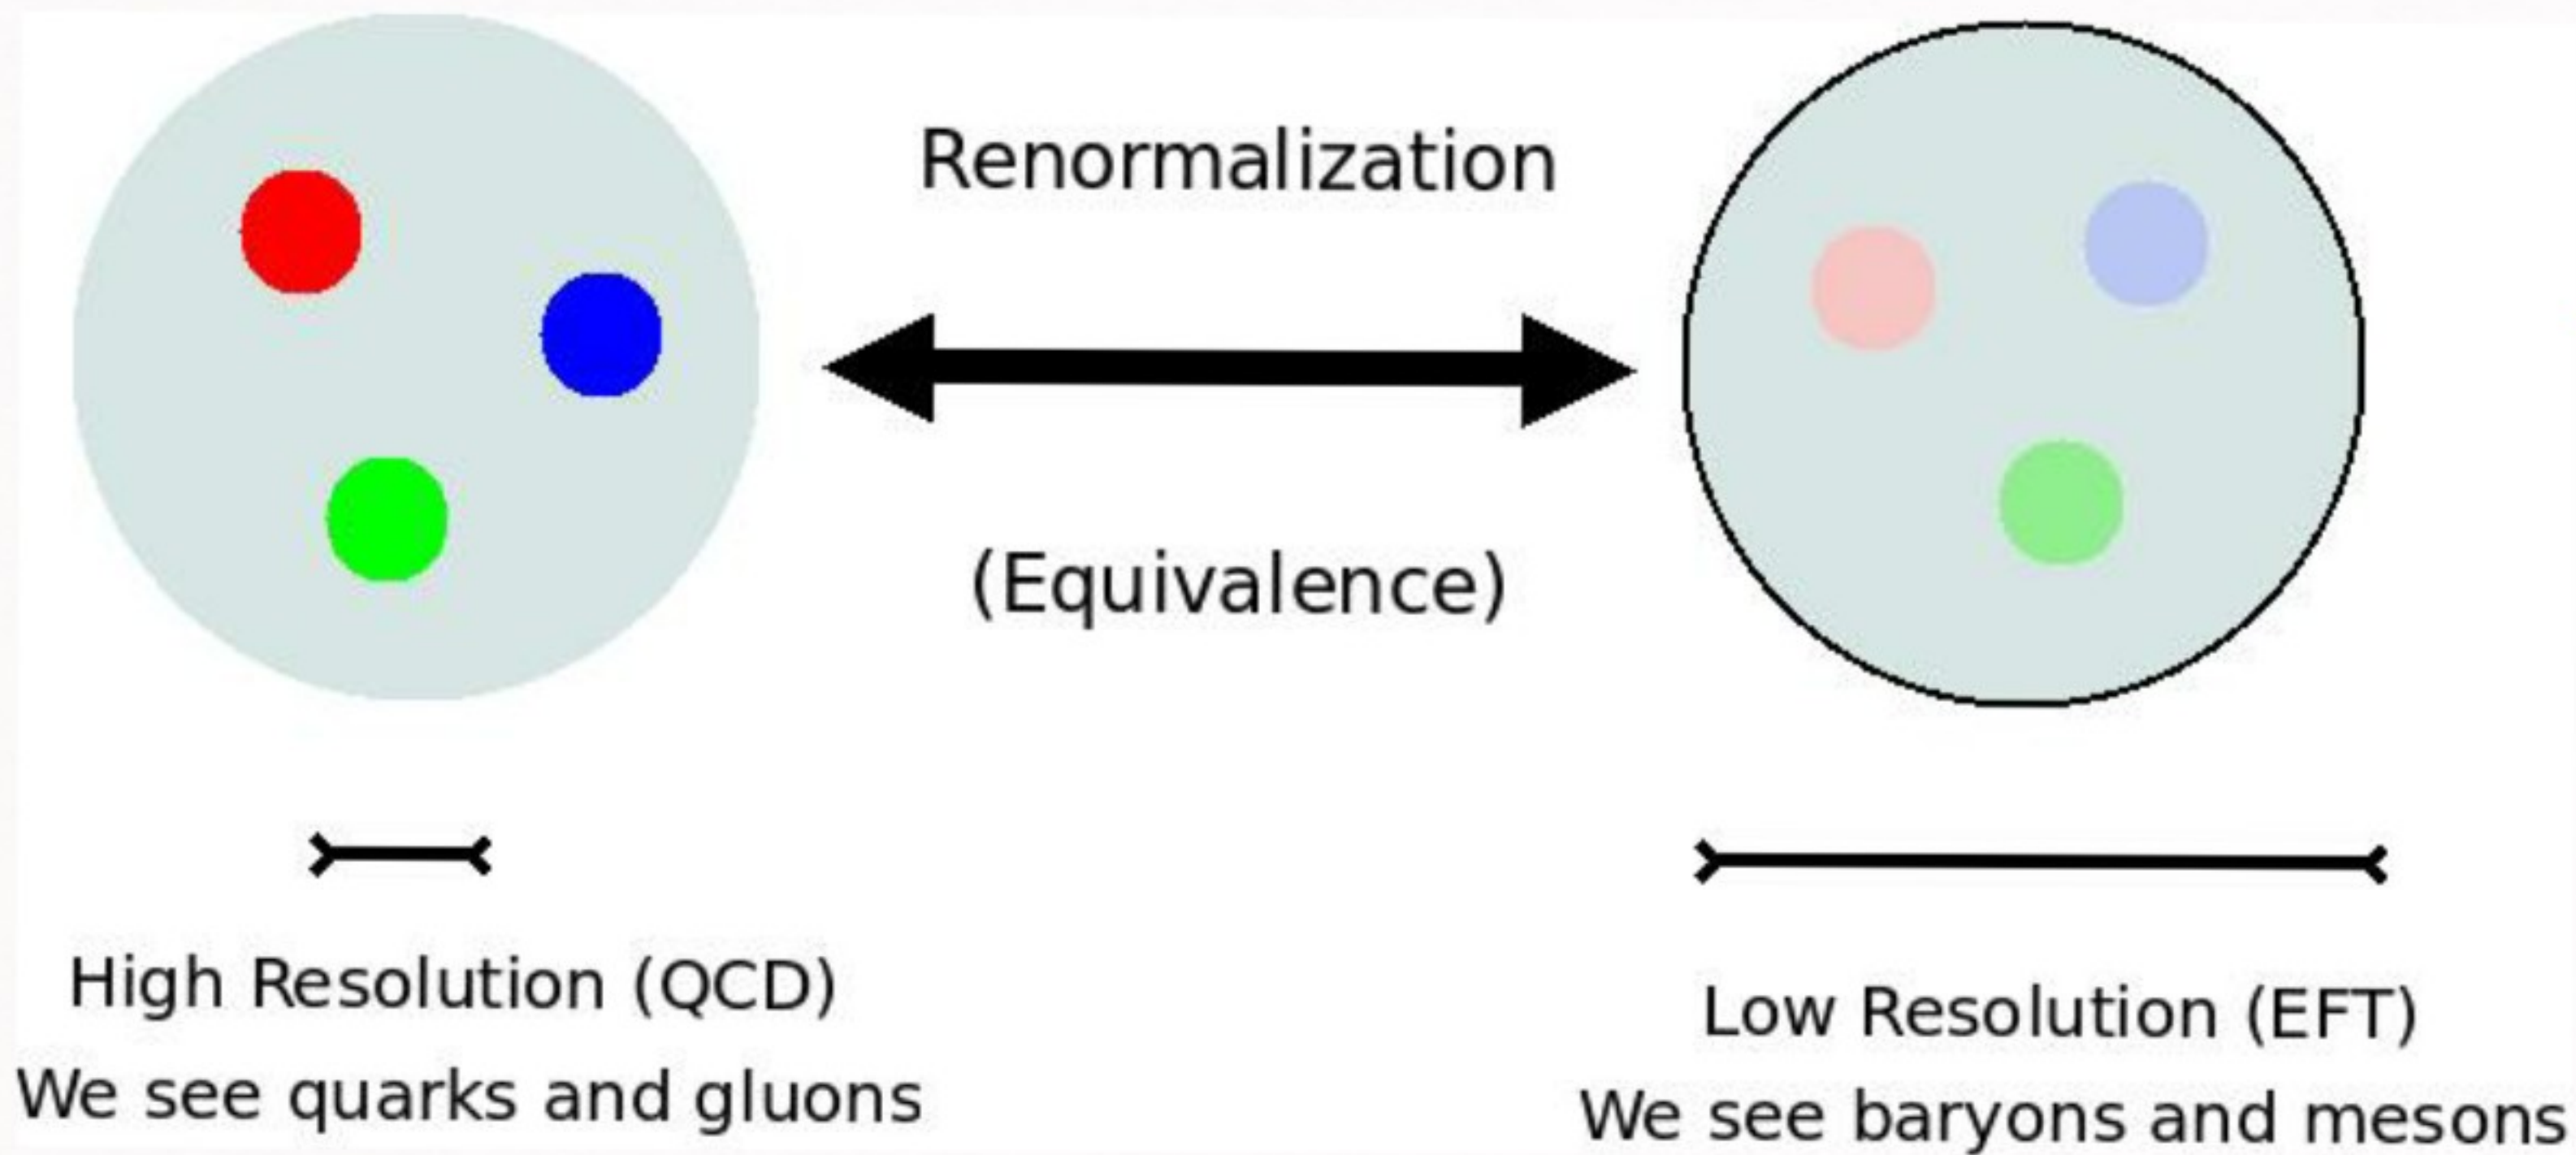 Renormalization
(Equivalence)
High Resolution (QCD)
We see quarks and gluons
Low Resolution (EFT)
We see baryons and mesons